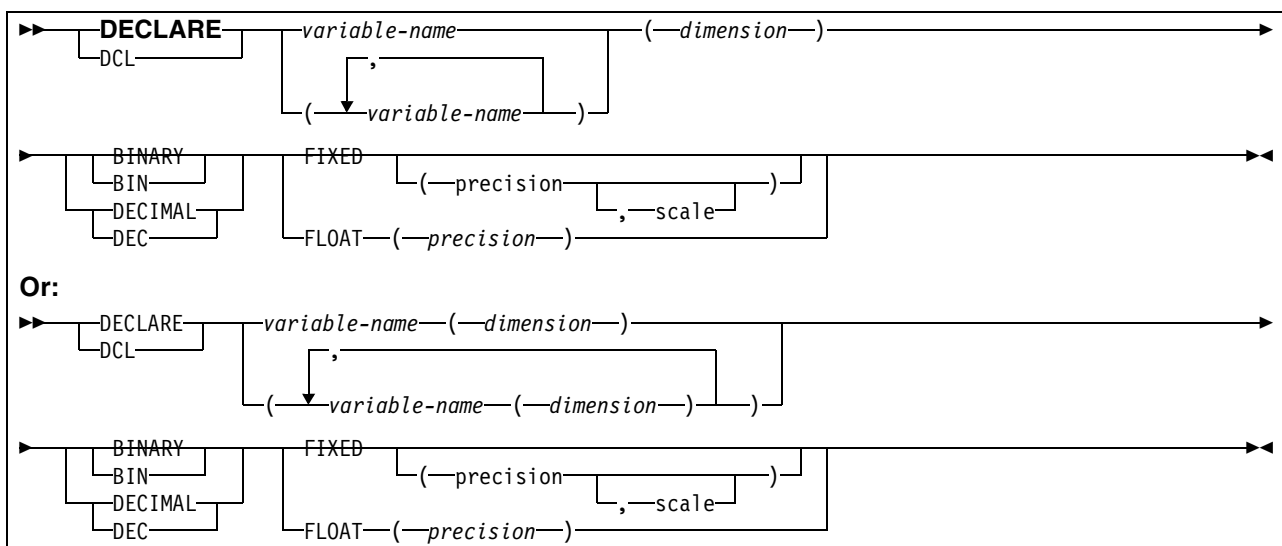 DECLARE variable-name ( dimension )
DCL ,
( variable-name )
BINARY FIXED
BIN ( precision )
DECIMAL , scale
DEC FLOAT ( precision )
Or:
DECLARE variable-name ( dimension )
DCL ,
( variable-name ( dimension ) )
BINARY FIXED
BIN ( precision )
DECIMAL , scale
DEC FLOAT ( precision )